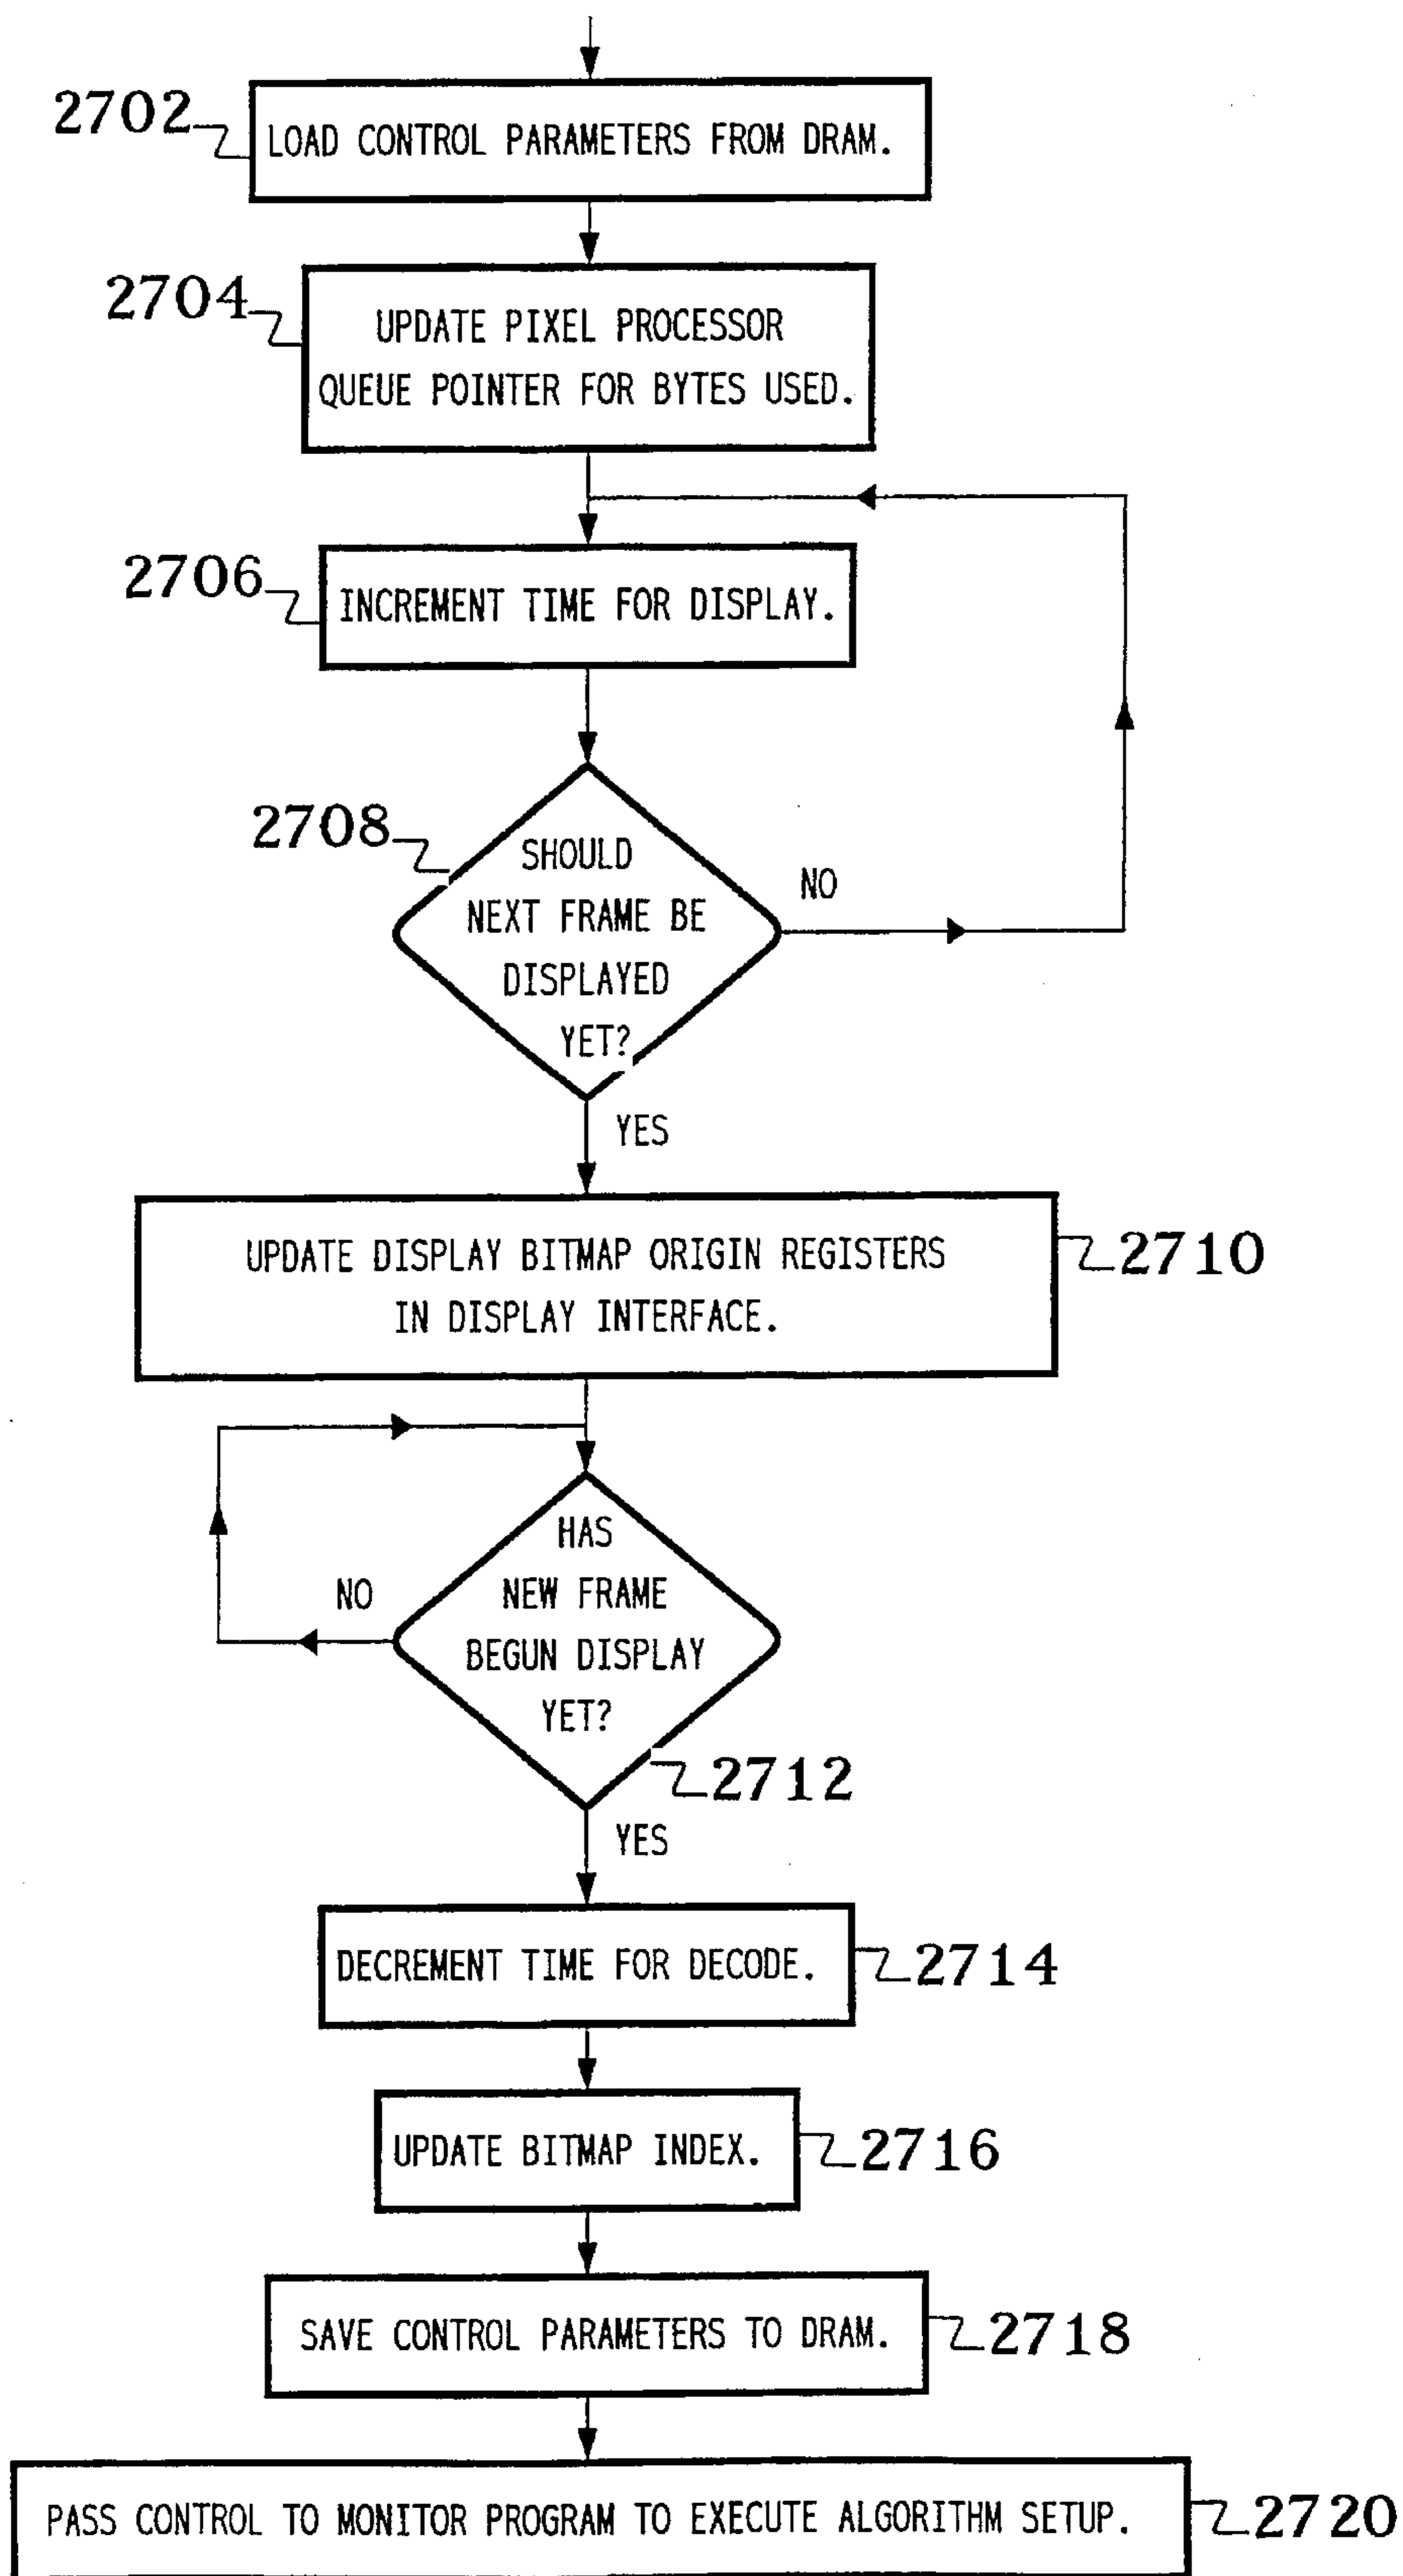 2702
LOAD CONTROL PARAMETERS FROM DRAM.
2704
UPDATE PIXEL PROCESSOR
QUEUE POINTER FOR BYTES USED.
2706
INCREMENT TIME FOR DISPLAY.
2708
SHOULD
NEXT FRAME BE
DISPLAYED
YET?
NO
YES
UPDATE DISPLAY BITMAP ORIGIN REGISTERS
IN DISPLAY INTERFACE.
2710
HAS
NEW FRAME
BEGUN DISPLAY
YET?
NO
2712
YES
DECREMENT TIME FOR DECODE.
2714
UPDATE BITMAP INDEX.
2716
SAVE CONTROL PARAMETERS TO DRAM.
2718
PASS CONTROL TO MONITOR PROGRAM TO EXECUTE ALGORITHM SETUP.
2720